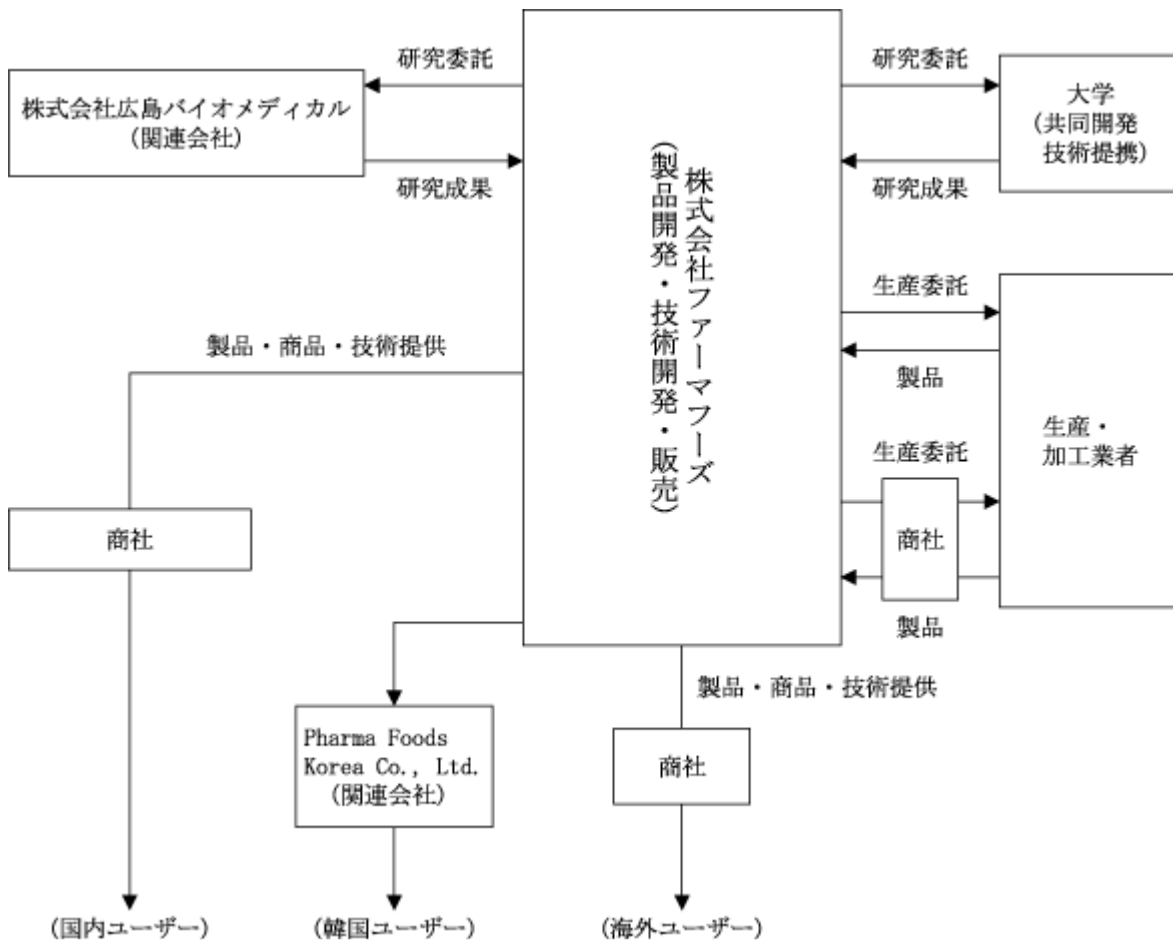 研究委託
株式会社広島バイオメディカル
(関連会社)
研究成果
株式会社ファーマフーズ
(製品開発・技術開発・販売)
研究委託
大学
(共同開発
技術提携)
研究成果
生産委託
製品
生産・
加工業者
生産委託
商社
製品
製品・商品・技術提供
商社
Pharma Foods
Korea Co., Ltd.
(関連会社)
製品・商品・技術提供
商社
(国内ユーザー)
(韓国ユーザー)
(海外ユーザー)